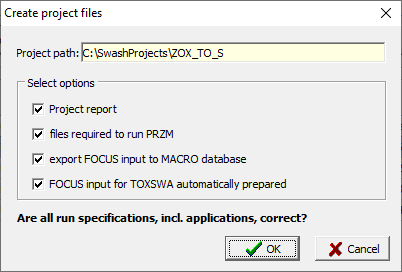 Create project files
Project path: C:\SwashProjects\ZOX_TO_S
Select options
Project report
files required to run PRZM
export FOCUS input to MACRO database
FOCUS input for TOXSWA automatically prepared
Are all run specifications, incl. applications, correct?
OK Cancel